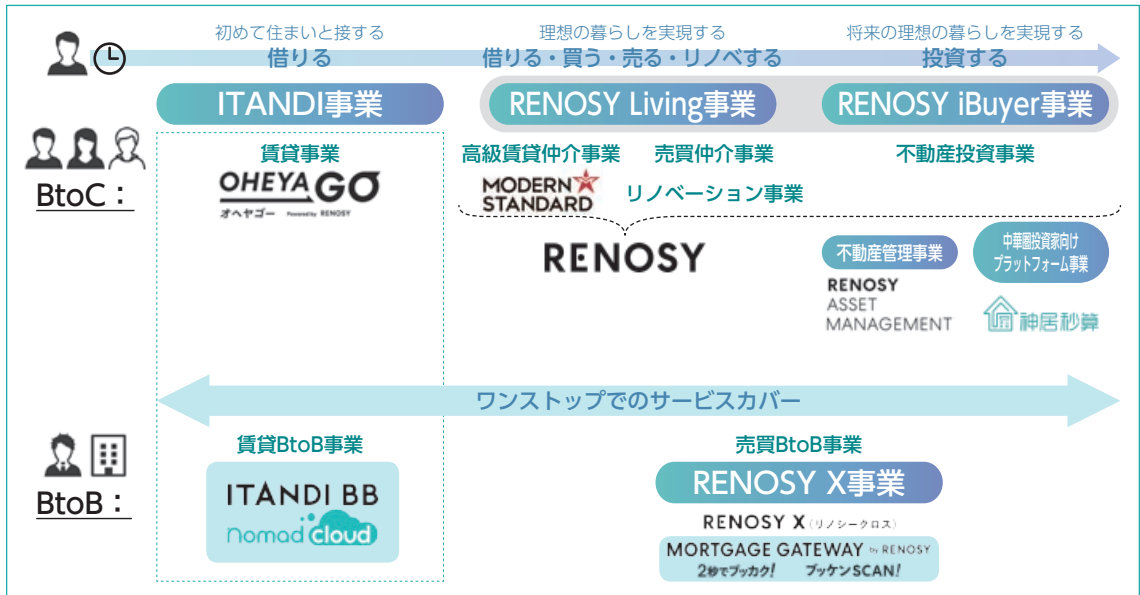 初めて住まいと接する
借りる
理想の暮らしを実現する
借りる・買う・売る・リノベする
将来の理想の暮らしを実現する
投資する
ITANDI事業
RENOSY Living事業
RENOSY iBuyer事業
BtoC：
賃貸事業
OHEYAGO
オヘヤゴー Powered by RENOSY
高級賃貸仲介事業
MODERN
STANDARD
売買仲介事業
リノベーション事業
不動産投資事業
RENOSY
不動産管理事業
RENOSY
ASSET
MANAGEMENT
中華圏投資家向け
プラットフォーム事業
神居秒算
ワンストップでのサービスカバー
BtoB：
賃貸BtoB事業
ITANDI BB
nomad cloud
売買BtoB事業
RENOSY X事業
RENOSY X（リノシークロス）
MORTGAGE GATEWAY by RENOSY
2秒でブッカク! ブッケンSCAN!